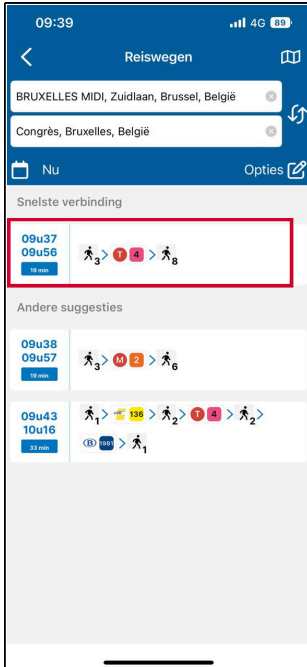 09:39
4G 89
Reiswegen
BRUXELLES MIDI, Zuidlaan, Brussel, België
Congrès, Bruxelles, België
Nu
Opties
Snelste verbinding
09u37
09u56
19 min
3 > T 4 > 8
Andere suggesties
09u38
09u57
19 min
3 > M 2 > 6
09u43
10u16
33 min
1 > 136 > 2 > T 4 > 2 >
B 1981 > 1